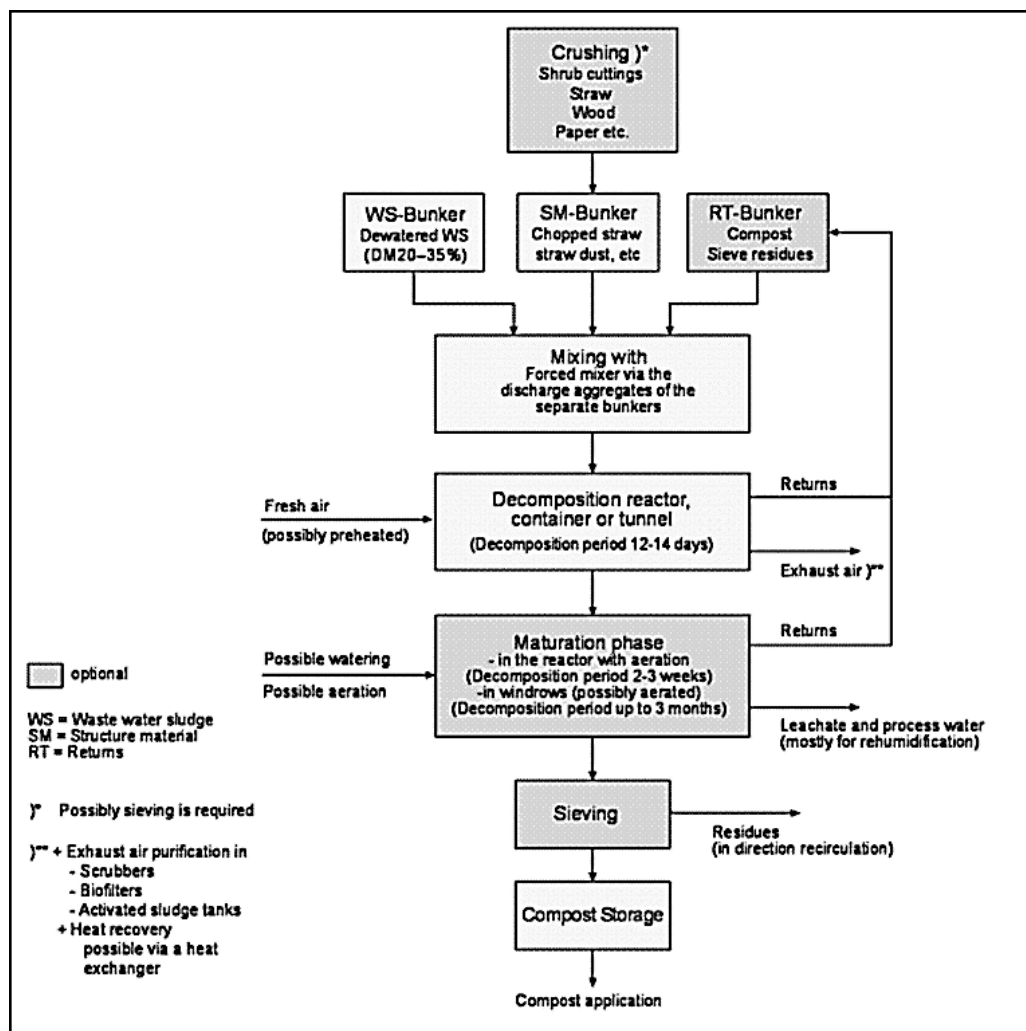 Crushing )*
Shrub cuttings
Straw
Wood
Paper etc.
WS-Bunker
Dewatered WS
(DM20–35%)
SM-Bunker
Chopped straw
straw dust, etc
RT-Bunker
Compost
Sieve residues
Mixing with
Forced mixer via the
discharge aggregates of the
separate bunkers
Fresh air
(possibly preheated)
Decomposition reactor,
container or tunnel
(Decomposition period 12-14 days)
Returns
Exhaust air )**
Possible watering
Possible aeration
Maturation phase
- in the reactor with aeration
(Decomposition period 2-3 weeks)
-in windrows (possibly aerated)
(Decomposition period up to 3 months)
Returns
Leachate and process water
(mostly for rehumidification)
optional
WS = Waste water sludge
SM = Structure material
RT = Returns
)* Possibly sieving is required
)** + Exhaust air purification in
- Scrubbers
- Biofilters
- Activated sludge tanks
+ Heat recovery
possible via a heat
exchanger
Sieving
Residues
(in direction recirculation)
Compost Storage
Compost application